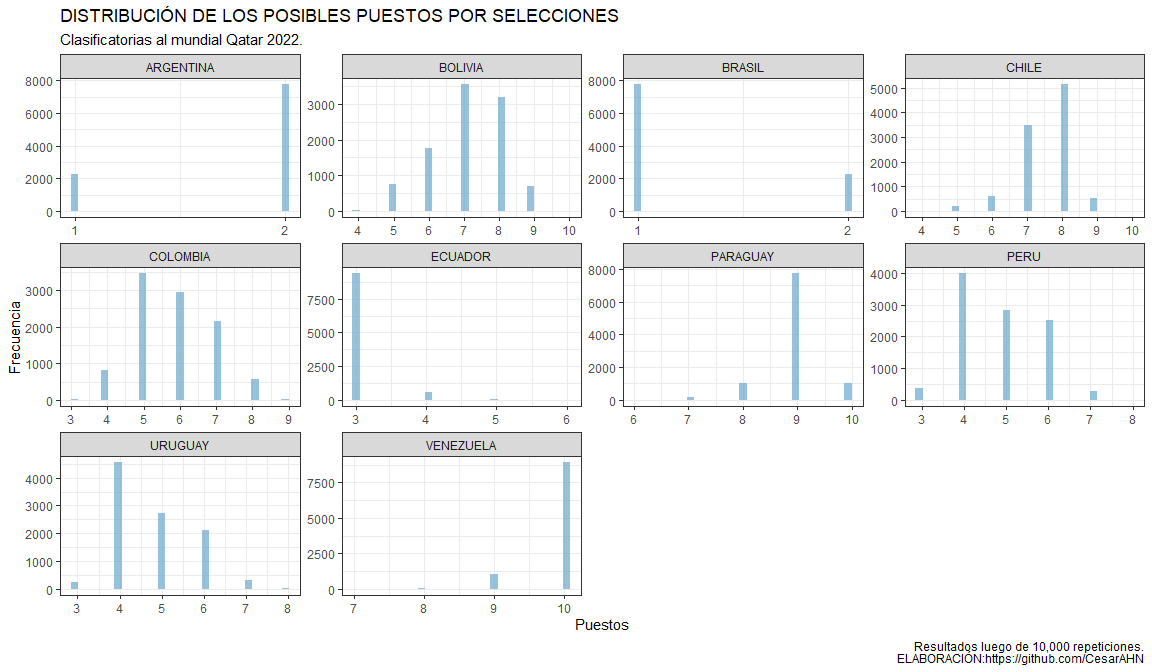 DISTRIBUCIÓN DE LOS POSIBLES PUESTOS POR SELECCIONES
Clasificatorias al mundial Qatar 2022.
ARGENTINA
8000
6000
4000
2000
0
1 2
BOLIVIA
3000
2000
1000
0
4 5 6 7 8 9 10
BRASIL
8000
6000
4000
2000
0
1 2
CHILE
5000
4000
3000
2000
1000
0
4 5 6 7 8 9 10
Frecuencia
COLOMBIA
3000
2000
1000
0
3 4 5 6 7 8 9
ECUADOR
7500
5000
2500
0
3 4 5 6
PARAGUAY
8000
6000
4000
2000
0
6 7 8 9 10
PERU
4000
3000
2000
1000
0
3 4 5 6 7 8
URUGUAY
4000
3000
2000
1000
0
3 4 5 6 7 8
VENEZUELA
7500
5000
2500
0
7 8 9 10
Puestos
Resultados luego de 10,000 repeticiones.
ELABORACIÓN:https://github.com/CesarAHN